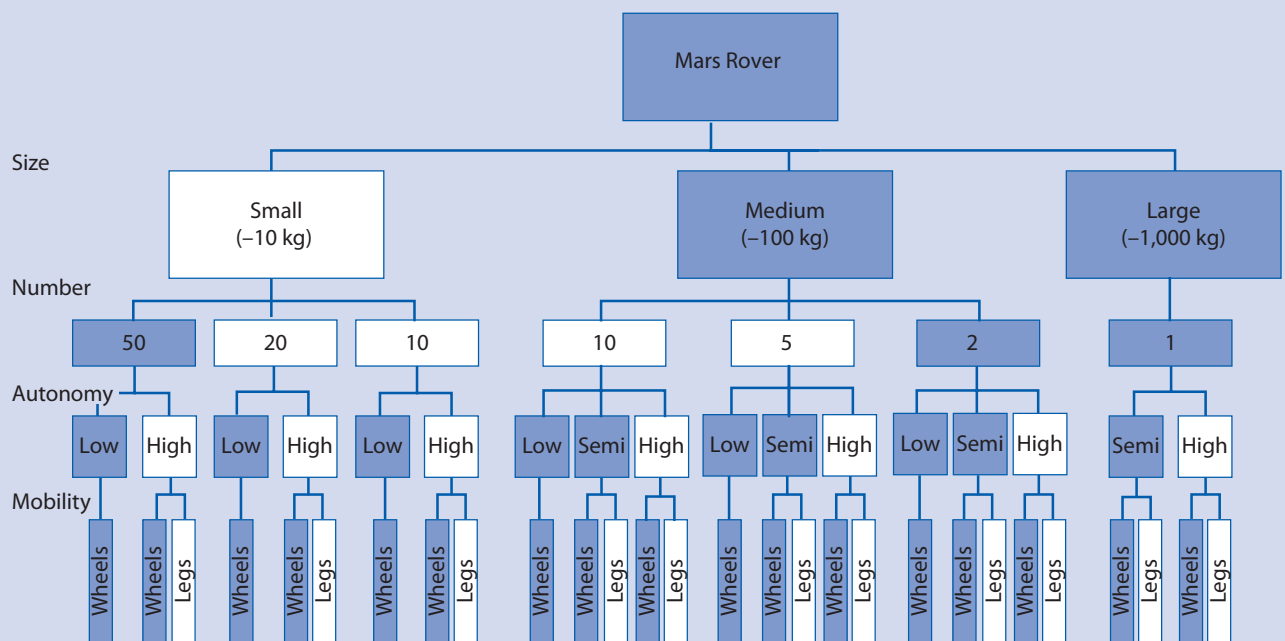 Mars Rover
Size
Small
(–10 kg)
Medium
(–100 kg)
Large
(–1,000 kg)
Number
50 20 10 10 5 2 1
Autonomy
Low High Low High Low High Low Semi High Low Semi High Low Semi High Semi High
Mobility
Wheels Wheels Legs Wheels Wheels Legs Wheels Wheels Legs Wheels Wheels Legs Wheels Legs Wheels Wheels Legs Wheels Legs Wheels Wheels Legs Wheels Legs Wheels Legs Wheels Legs